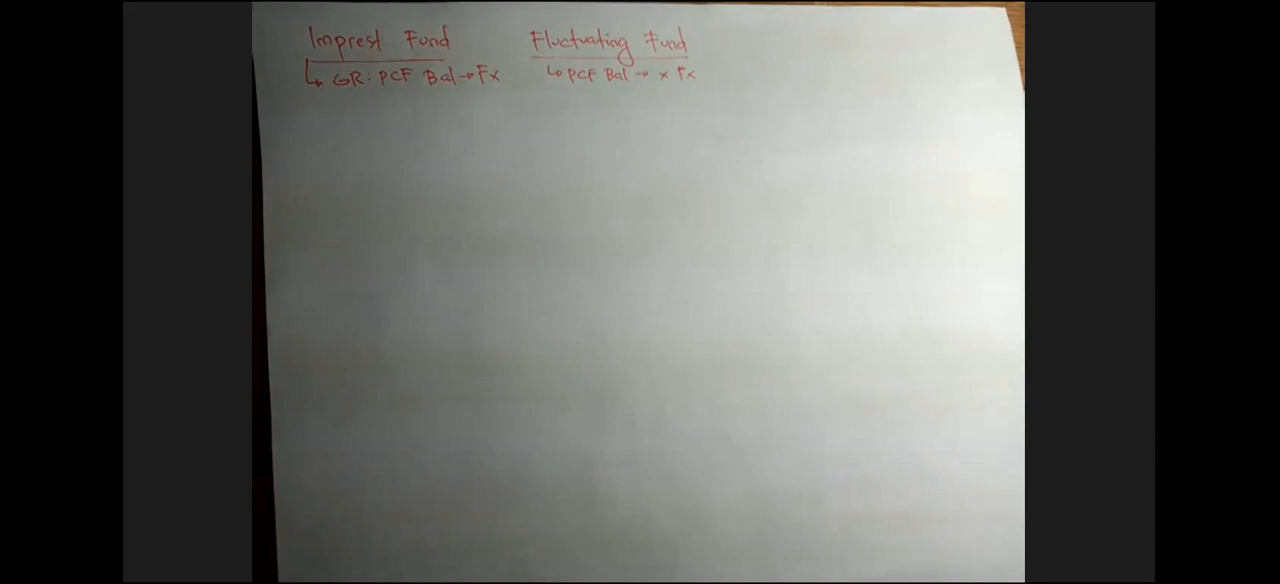 Imprest Fund
↳ GR: PCF Bal → Fx
Fluctuating Fund
↳ PCF Bal → x Fx